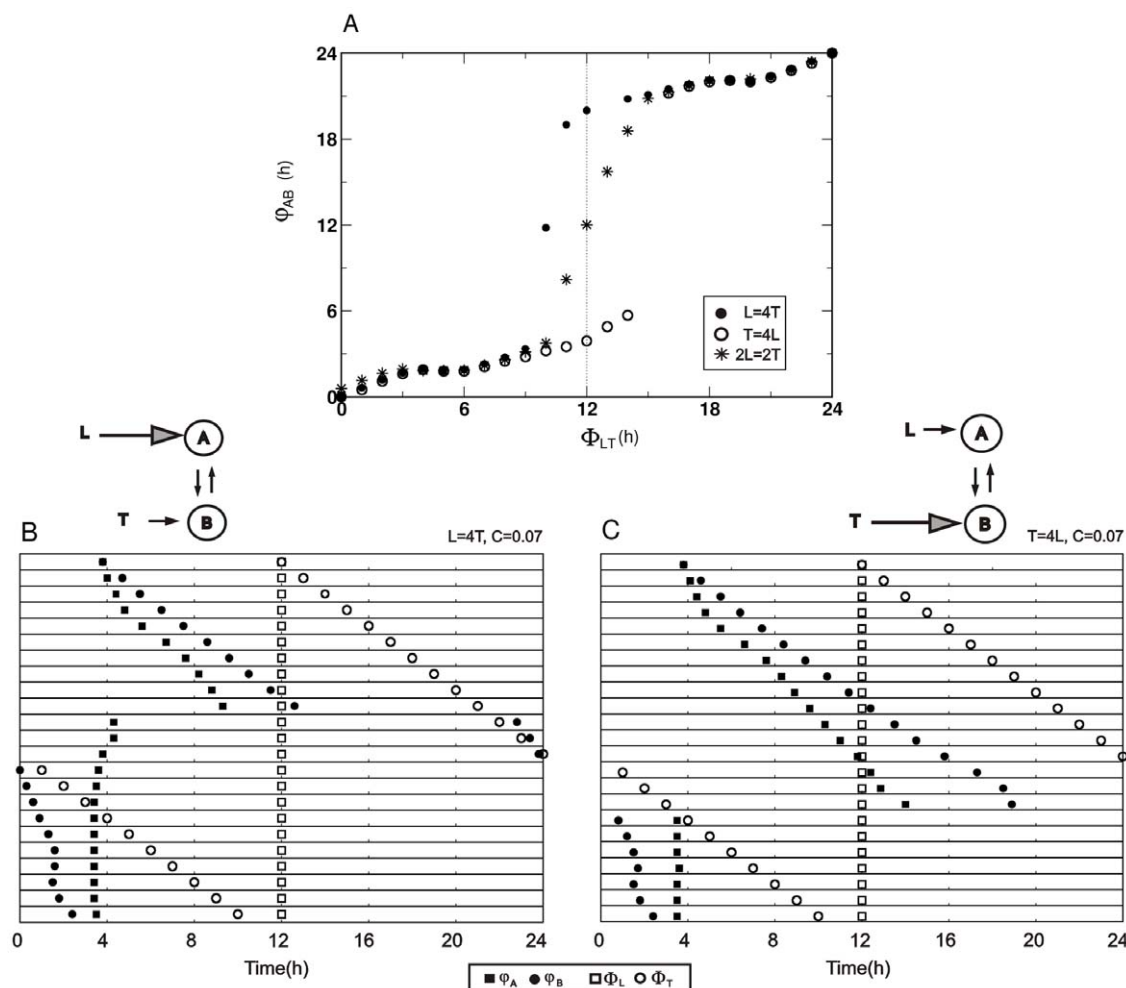 A
24
18
12
6
0
φAB (h)
0 6 12 18 24
ΦLT(h)
L=4T
T=4L
2L=2T
L A
T B
L A
T B
B L=4T, C=0.07
C T=4L, C=0.07
0 4 8 12 16 20 24
Time(h)
0 4 8 12 16 20 24
Time(h)
φA φB ΦL ΦT